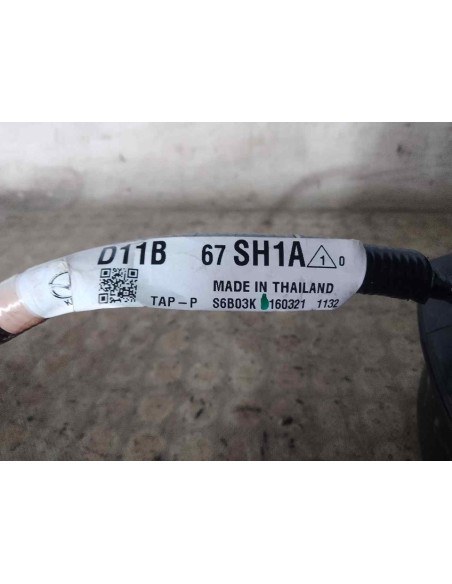 D11B 67 SH1A 1 0
MADE IN THAILAND
TAP-P S6B03K 160321 1132